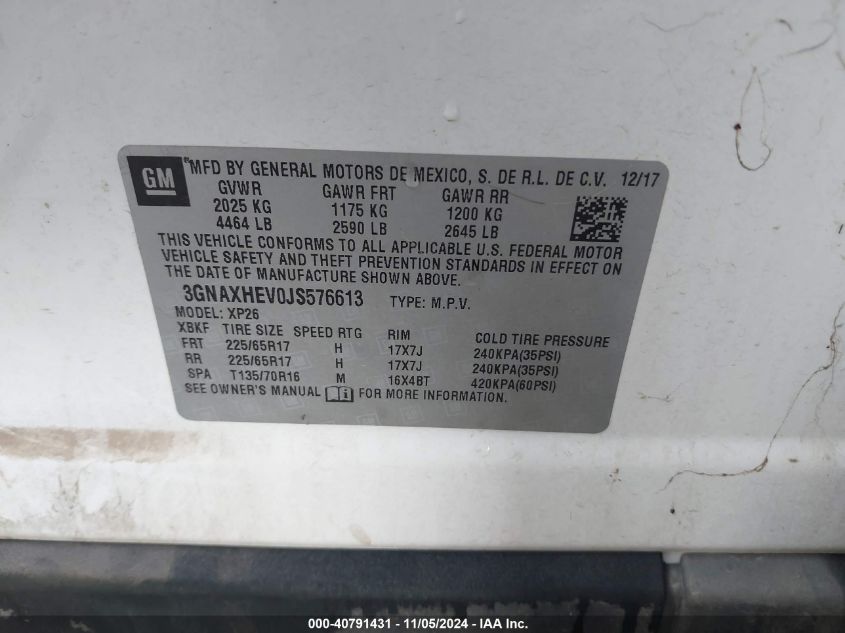 GM ® MFD BY GENERAL MOTORS DE MEXICO, S. DE R.L. DE C.V. 12/17
GVWR GAWR FRT GAWR RR
2025 KG 1175 KG 1200 KG
4464 LB 2590 LB 2645 LB
THIS VEHICLE CONFORMS TO ALL APPLICABLE U.S. FEDERAL MOTOR
VEHICLE SAFETY AND THEFT PREVENTION STANDARDS IN EFFECT ON
THE DATE OF MANUFACTURE SHOWN ABOVE.
3GNAXHEV0JS576613 TYPE: M.P.V.
MODEL: XP26
XBKF TIRE SIZE SPEED RTG RIM COLD TIRE PRESSURE
FRT 225/65R17 H 17X7J 240KPA(35PSI)
RR 225/65R17 H 17X7J 240KPA(35PSI)
SPA T135/70R16 M 16X4BT 420KPA(60PSI)
SEE OWNER'S MANUAL FOR MORE INFORMATION.
000-40791431 - 11/05/2024 - IAA Inc.